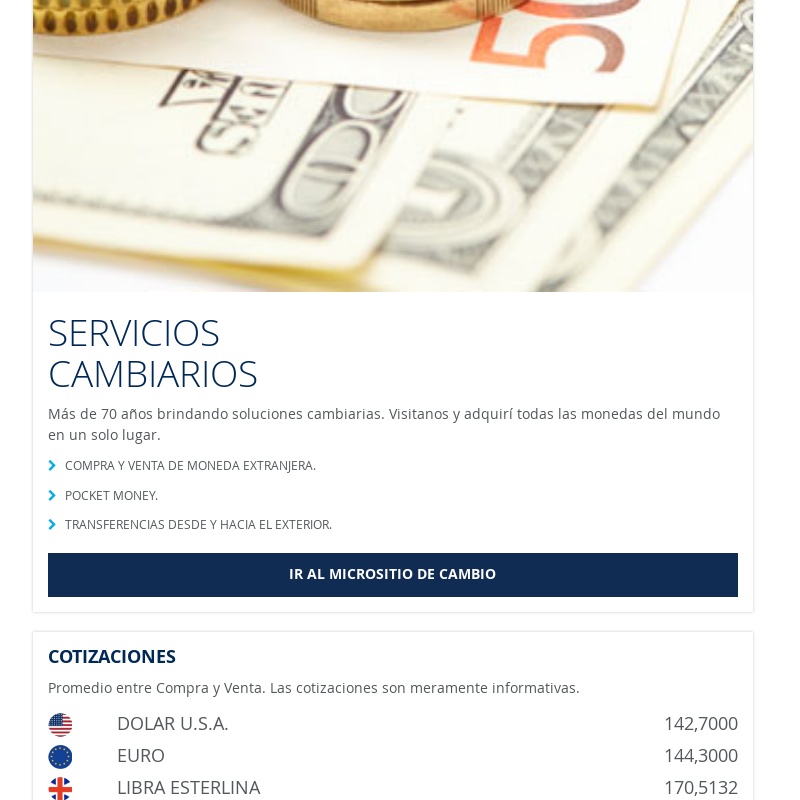 50
SERVICIOS
CAMBIARIOS
Más de 70 años brindando soluciones cambiarias. Visitanos y adquirí todas las monedas del mundo
en un solo lugar.
COMPRA Y VENTA DE MONEDA EXTRANJERA.
POCKET MONEY.
TRANSFERENCIAS DESDE Y HACIA EL EXTERIOR.
IR AL MICROSITIO DE CAMBIO
COTIZACIONES
Promedio entre Compra y Venta. Las cotizaciones son meramente informativas.
DOLAR U.S.A. 142,7000
EURO 144,3000
LIBRA ESTERLINA 170,5132